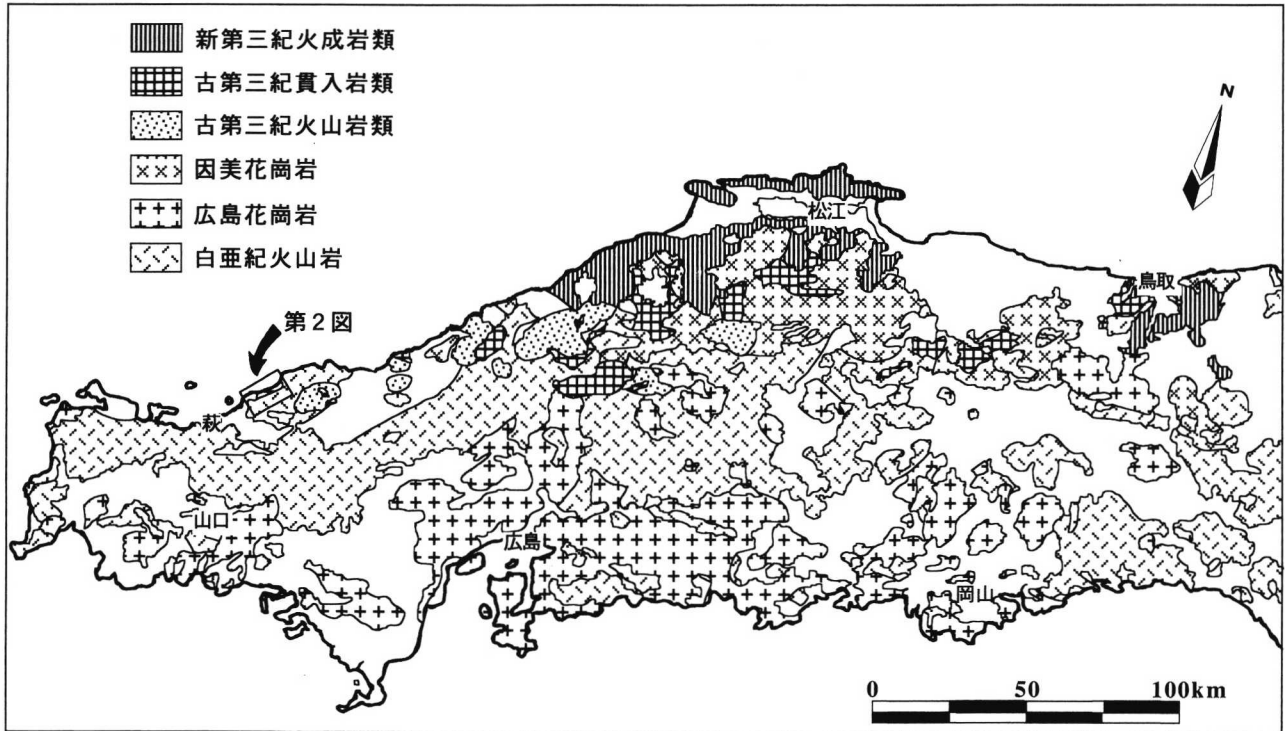 新第三紀火成岩類
古第三紀貫入岩類
古第三紀火山岩類
因美花崗岩
広島花崗岩
白亜紀火山岩
N
松江
鳥取
第2図
萩
山口
広島
岡山
0 50 100km